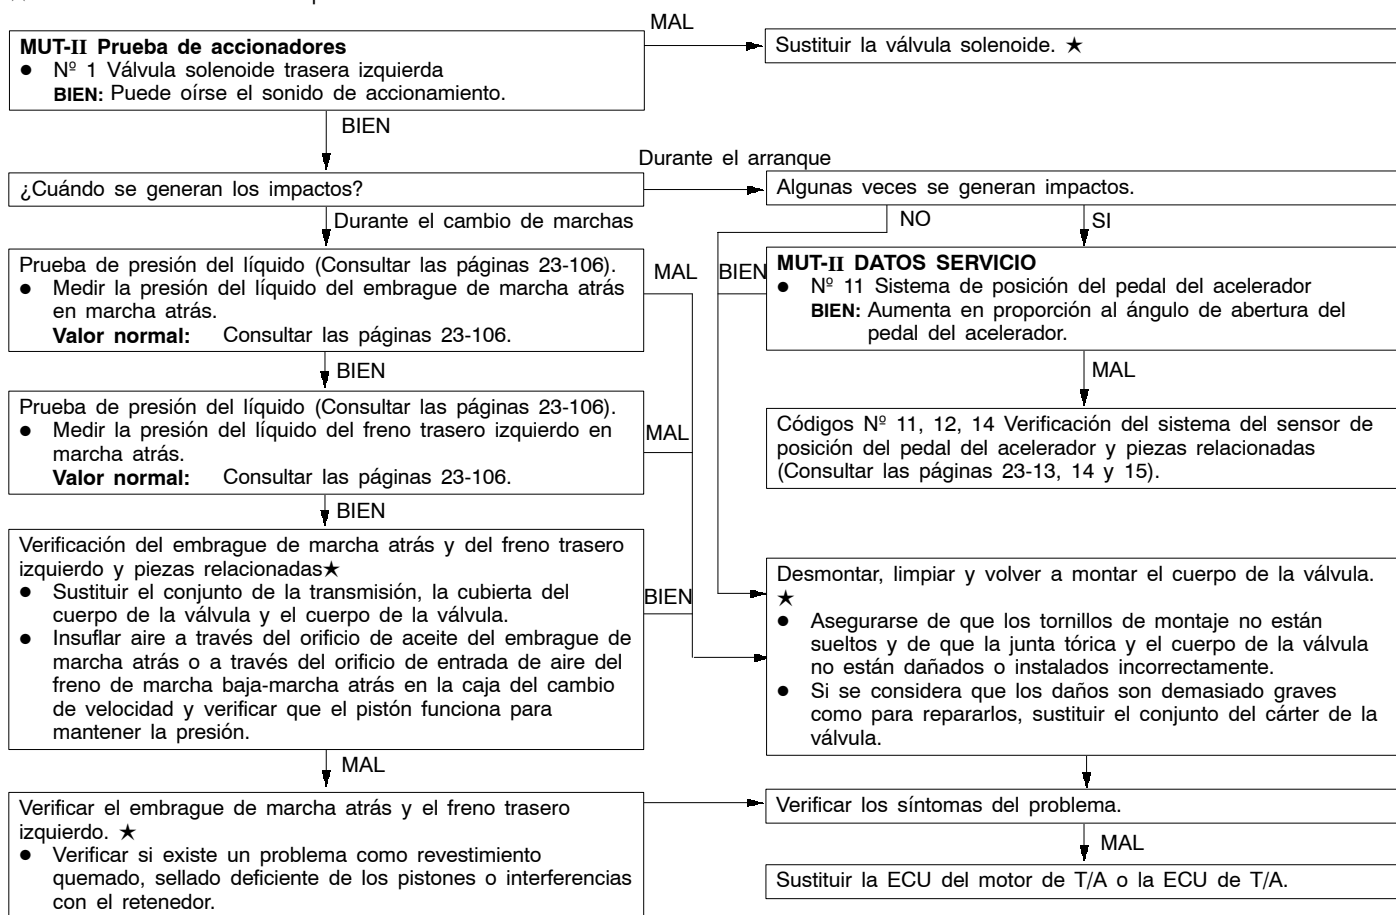 MAL
MUT-II Prueba de accionadores
● Nº 1 Válvula solenoide trasera izquierda
BIEN: Puede oírse el sonido de accionamiento.
Sustituir la válvula solenoide. ★
BIEN
Durante el arranque
¿Cuándo se generan los impactos?
Algunas veces se generan impactos.
Durante el cambio de marchas
NO
SI
Prueba de presión del líquido (Consultar las páginas 23-106).
● Medir la presión del líquido del embrague de marcha atrás
en marcha atrás.
Valor normal: Consultar las páginas 23-106.
MAL
BIEN
MUT-II DATOS SERVICIO
● Nº 11 Sistema de posición del pedal del acelerador
BIEN: Aumenta en proporción al ángulo de abertura del
pedal del acelerador.
BIEN
MAL
Prueba de presión del líquido (Consultar las páginas 23-106).
● Medir la presión del líquido del freno trasero izquierdo en
marcha atrás.
Valor normal: Consultar las páginas 23-106.
MAL
Códigos Nº 11, 12, 14 Verificación del sistema del sensor de
posición del pedal del acelerador y piezas relacionadas
(Consultar las páginas 23-13, 14 y 15).
BIEN
Verificación del embrague de marcha atrás y del freno trasero
izquierdo y piezas relacionadas★
● Sustituir el conjunto de la transmisión, la cubierta del
cuerpo de la válvula y el cuerpo de la válvula.
● Insuflar aire a través del orificio de aceite del embrague de
marcha atrás o a través del orificio de entrada de aire del
freno de marcha baja-marcha atrás en la caja del cambio
de velocidad y verificar que el pistón funciona para
mantener la presión.
BIEN
Desmontar, limpiar y volver a montar el cuerpo de la válvula.
★
● Asegurarse de que los tornillos de montaje no están
sueltos y de que la junta tórica y el cuerpo de la válvula
no están dañados o instalados incorrectamente.
● Si se considera que los daños son demasiado graves
como para repararlos, sustituir el conjunto del cárter de la
válvula.
MAL
Verificar el embrague de marcha atrás y el freno trasero
izquierdo. ★
● Verificar si existe un problema como revestimiento
quemado, sellado deficiente de los pistones o interferencias
con el retenedor.
Verificar los síntomas del problema.
MAL
Sustituir la ECU del motor de T/A o la ECU de T/A.